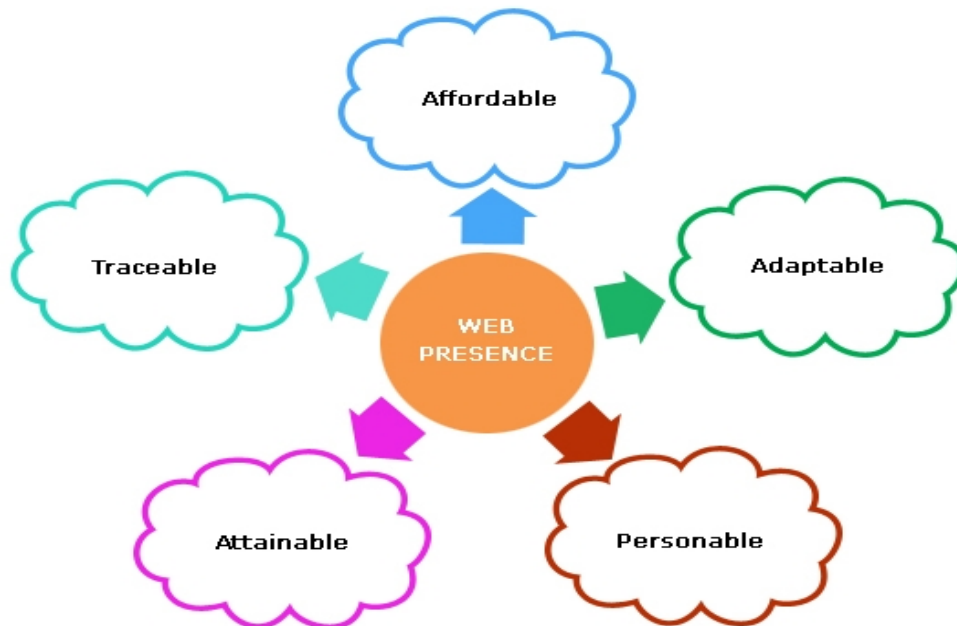 Affordable
Traceable
Adaptable
WEB
PRESENCE
Attainable
Personable